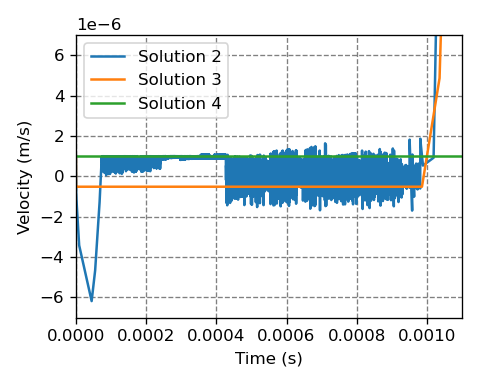 1e−6
Solution 2
Solution 3
Solution 4
6
4
2
0
−2
−4
−6
Velocity (m/s)
0.0000 0.0002 0.0004 0.0006 0.0008 0.0010
Time (s)